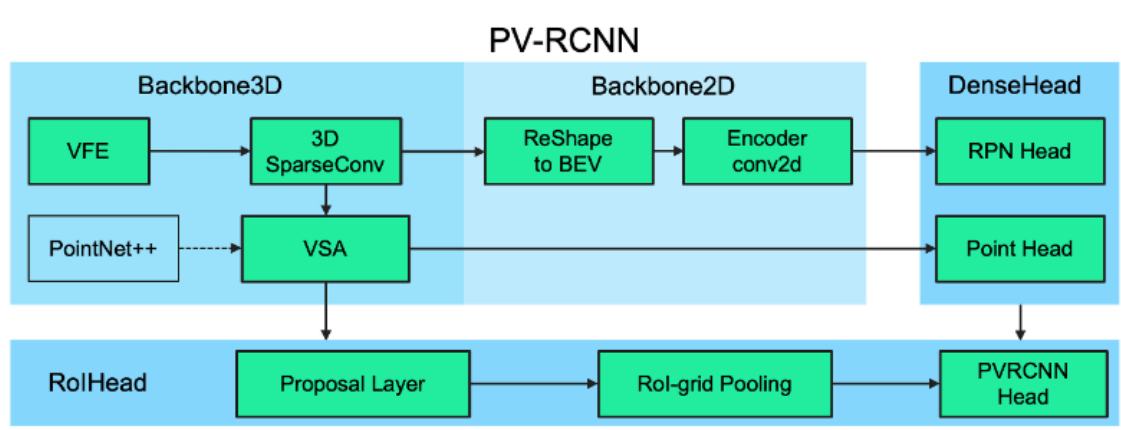 PV-RCNN
Backbone3D
Backbone2D
DenseHead
VFE
3D
SparseConv
ReShape
to BEV
Encoder
conv2d
RPN Head
PointNet++
VSA
Point Head
RoIHead
Proposal Layer
RoI-grid Pooling
PVRCNN
Head